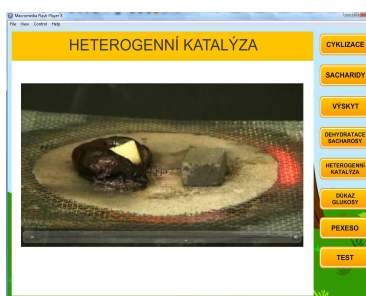 Macromedia Flash Player 8
File View Control Help
HETEROGENNÍ KATALÝZA
CYKLIZACE
SACHARIDY
VÝSKYT
DEHYDRATACE
SACHAROSY
HETEROGENNÍ
KATALÝZA
DŮKAZ
GLUKOSY
PEXESO
TEST